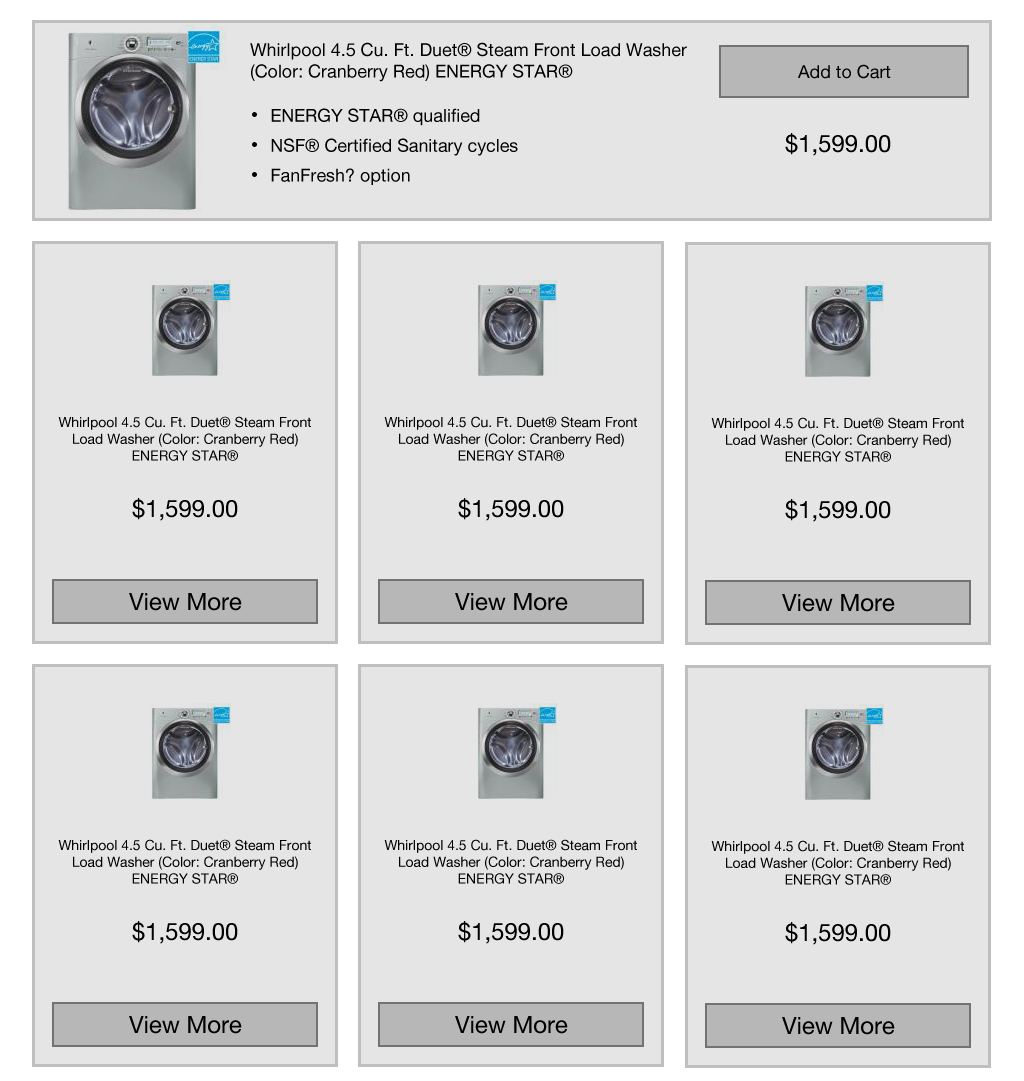 Whirlpool 4.5 Cu. Ft. Duet® Steam Front Load Washer
(Color: Cranberry Red) ENERGY STAR®
Add to Cart
• ENERGY STAR® qualified
• NSF® Certified Sanitary cycles
• FanFresh? option
$1,599.00
ENERGY STAR
Whirlpool 4.5 Cu. Ft. Duet® Steam Front
Load Washer (Color: Cranberry Red)
ENERGY STAR®
$1,599.00
View More
Whirlpool 4.5 Cu. Ft. Duet® Steam Front
Load Washer (Color: Cranberry Red)
ENERGY STAR®
$1,599.00
View More
Whirlpool 4.5 Cu. Ft. Duet® Steam Front
Load Washer (Color: Cranberry Red)
ENERGY STAR®
$1,599.00
View More
Whirlpool 4.5 Cu. Ft. Duet® Steam Front
Load Washer (Color: Cranberry Red)
ENERGY STAR®
$1,599.00
View More
Whirlpool 4.5 Cu. Ft. Duet® Steam Front
Load Washer (Color: Cranberry Red)
ENERGY STAR®
$1,599.00
View More
Whirlpool 4.5 Cu. Ft. Duet® Steam Front
Load Washer (Color: Cranberry Red)
ENERGY STAR®
$1,599.00
View More